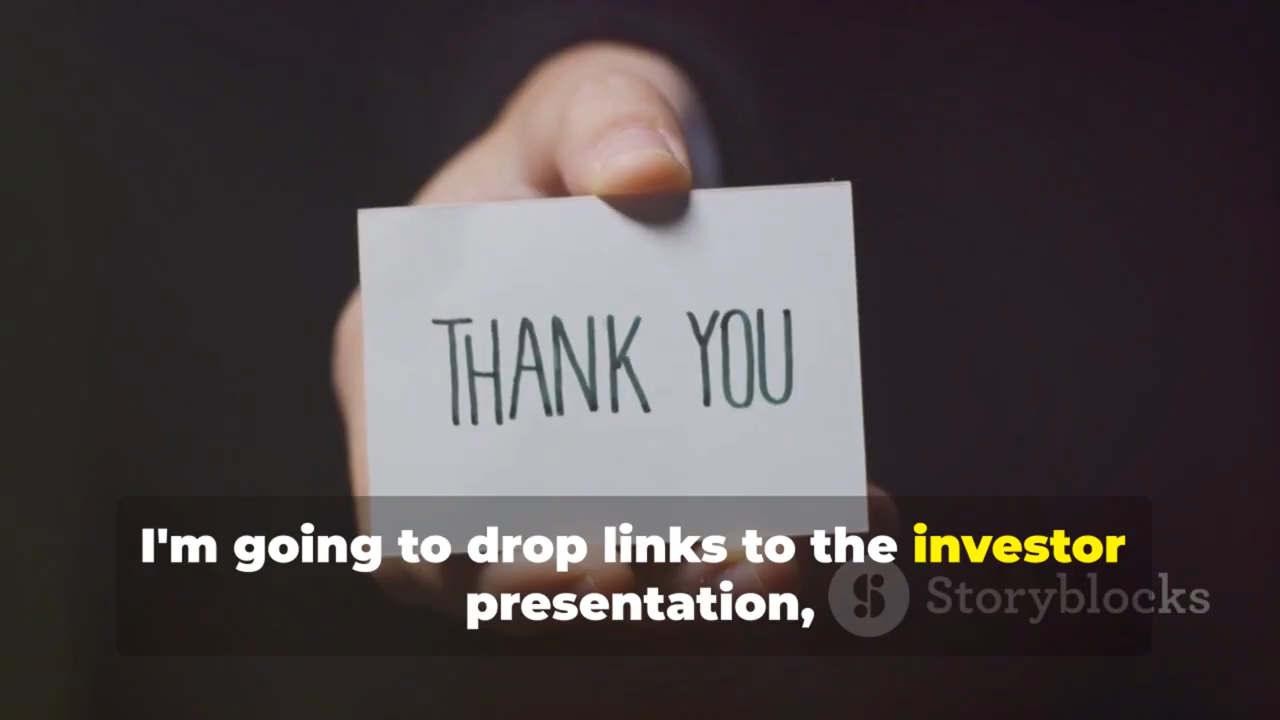 THANK YOU
I'm going to drop links to the investor
presentation,
Storyblocks